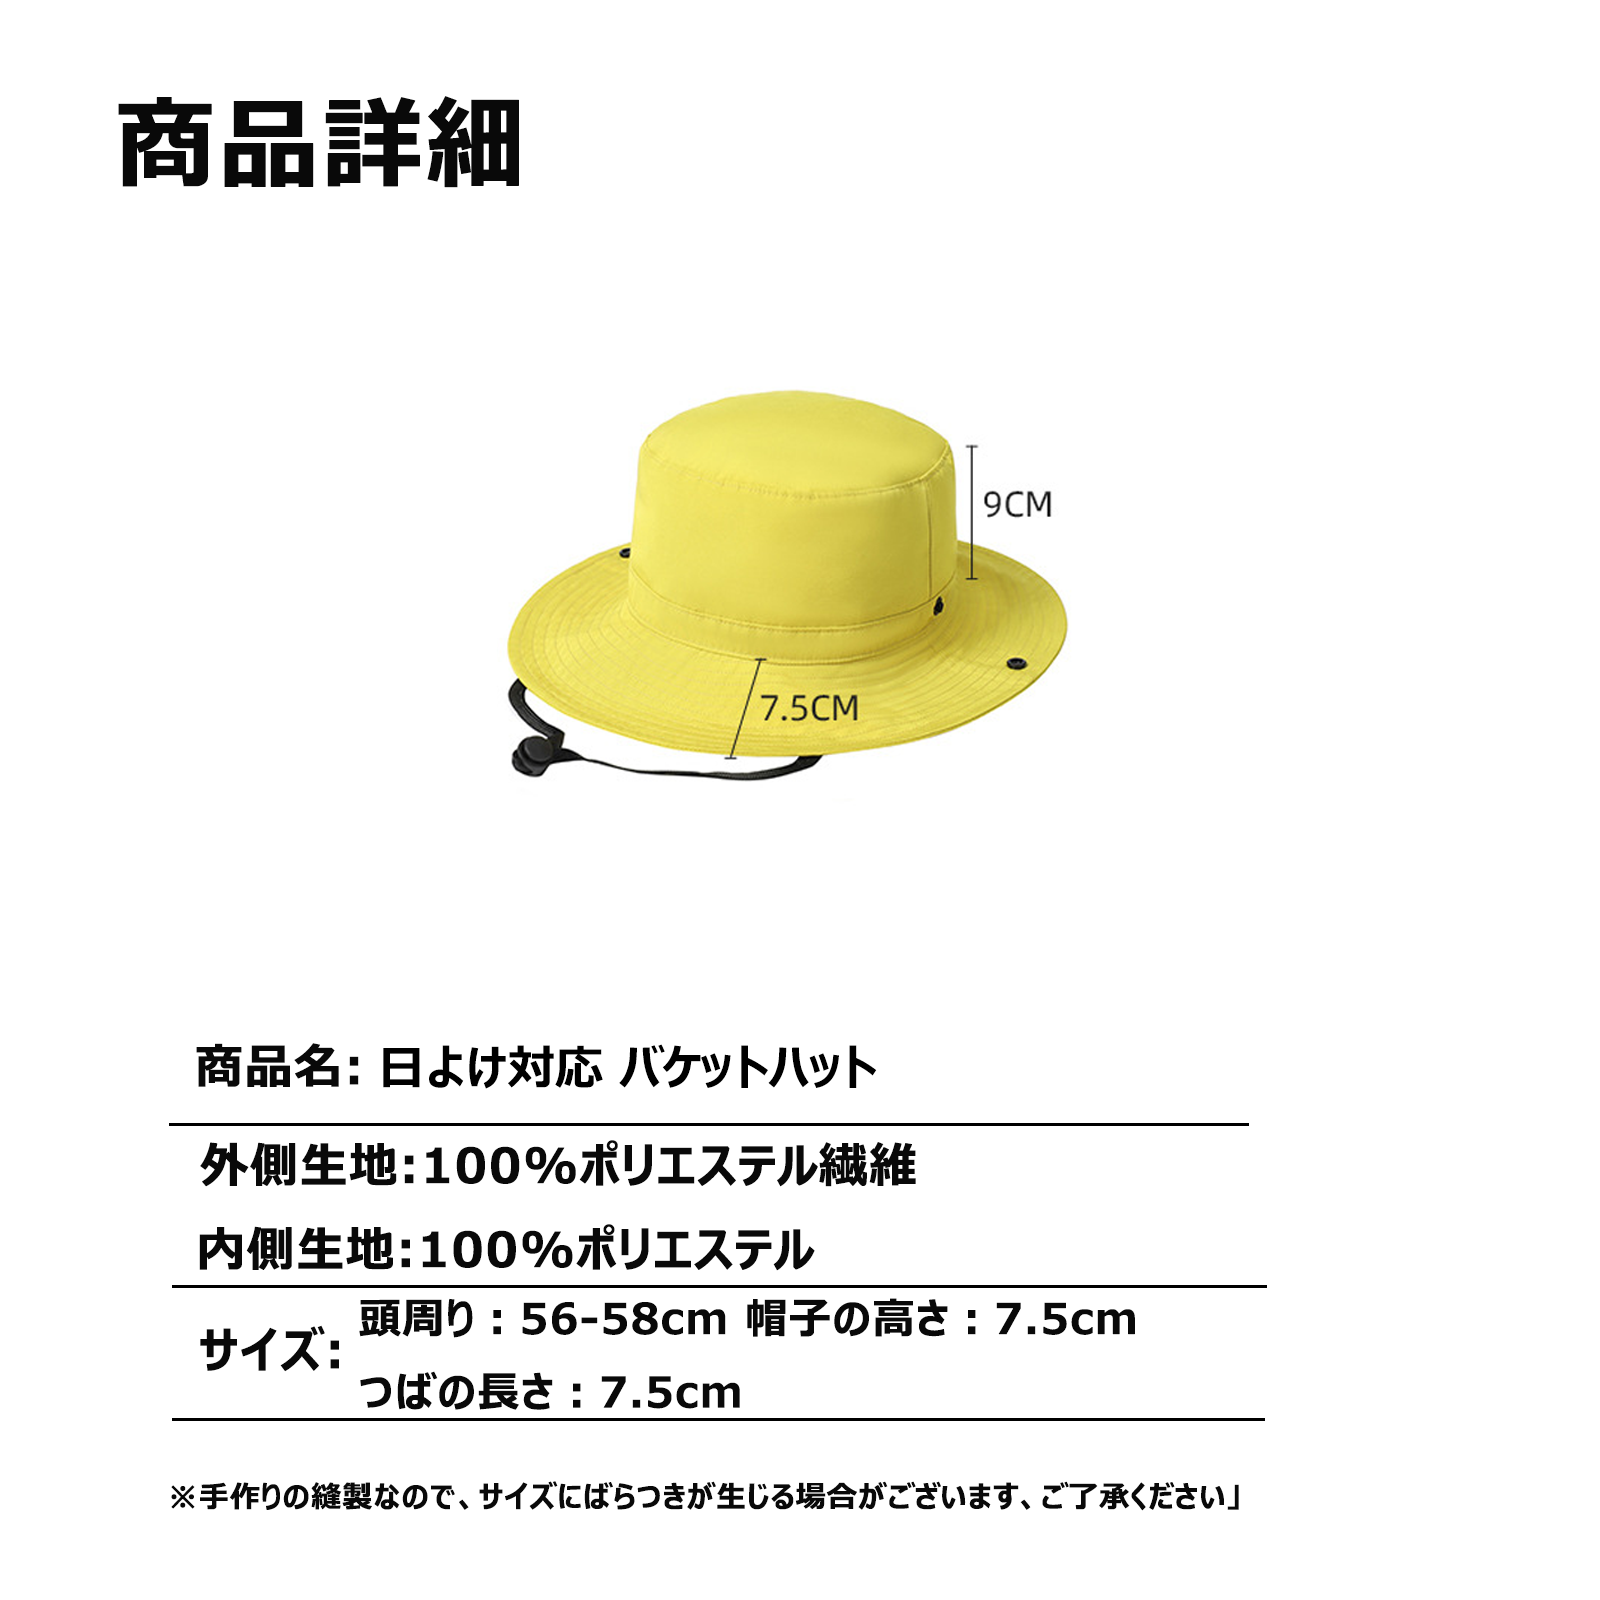 商品詳細
9CM
7.5CM
商品名: 日よけ対応 バケットハット
外側生地:100%ポリエステル繊維
内側生地:100%ポリエステル
サイズ:
頭周り：56-58cm 帽子の高さ：7.5cm
つばの長さ：7.5cm
※手作りの縫製なので、サイズにばらつきが生じる場合がございます、ご了承ください」